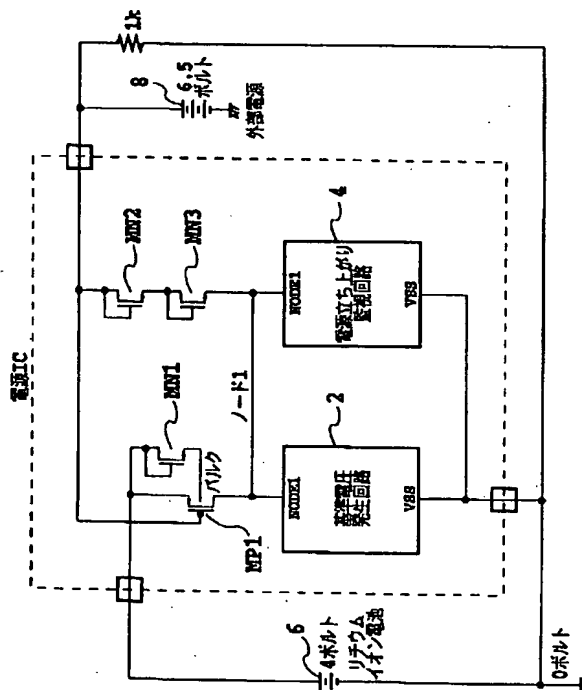 電源IC
MN1
バルク
MP1
MN2
MN3
ノード1
NODE1
基準電圧
発生回路
VSS
2
NODE1
電源立ち上がり
監視回路
VSS
4
6
4ボルト
リチウム
イオン電池
0ボルト
8
6.5
ボルト
外部電源
1k